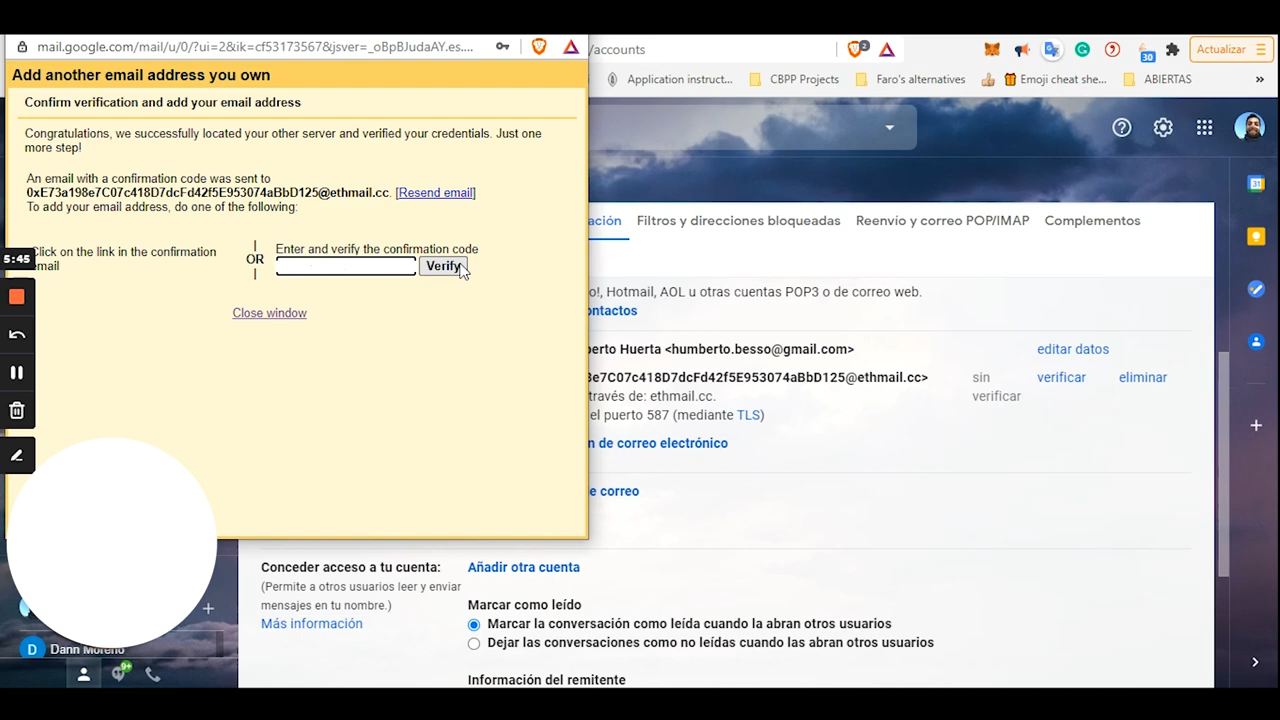 mail.google.com/mail/u/0/?ui=2&ik=cf53173567&jsver=_oBpBJudaAY.es....
/accounts
2
30
Actualizar
Application instruct...
CBPP Projects
Faro's alternatives
Emoji cheat she...
ABIERTAS
»
Add another email address you own
Confirm verification and add your email address
Congratulations, we successfully located your other server and verified your credentials. Just one
more step!
An email with a confirmation code was sent to
0xE73a198e7C07c418D7dcFd42f5E953074aBbD125@ethmail.cc. [Resend email]
To add your email address, do one of the following:
Click on the link in the confirmation
email
OR
Enter and verify the confirmation code
Verify
Close window
5:45
31
Filtros y direcciones bloqueadas
Reenvío y correo POP/IMAP
Complementos
o!, Hotmail, AOL u otras cuentas POP3 o de correo web.
ontactos
berto Huerta <humberto.besso@gmail.com>
editar datos
8e7C07c418D7dcFd42f5E953074aBbD125@ethmail.cc>
sin
verificar
verificar
eliminar
través de: ethmail.cc.
el puerto 587 (mediante TLS)
n de correo electrónico
e correo
Conceder acceso a tu cuenta:
(Permite a otros usuarios leer y enviar
mensajes en tu nombre.)
Más información
Añadir otra cuenta
Marcar como leído
Marcar la conversación como leída cuando la abran otros usuarios
Dejar las conversaciones como no leídas cuando las abran otros usuarios
Información del remitente
D
Dann Moreno
9+